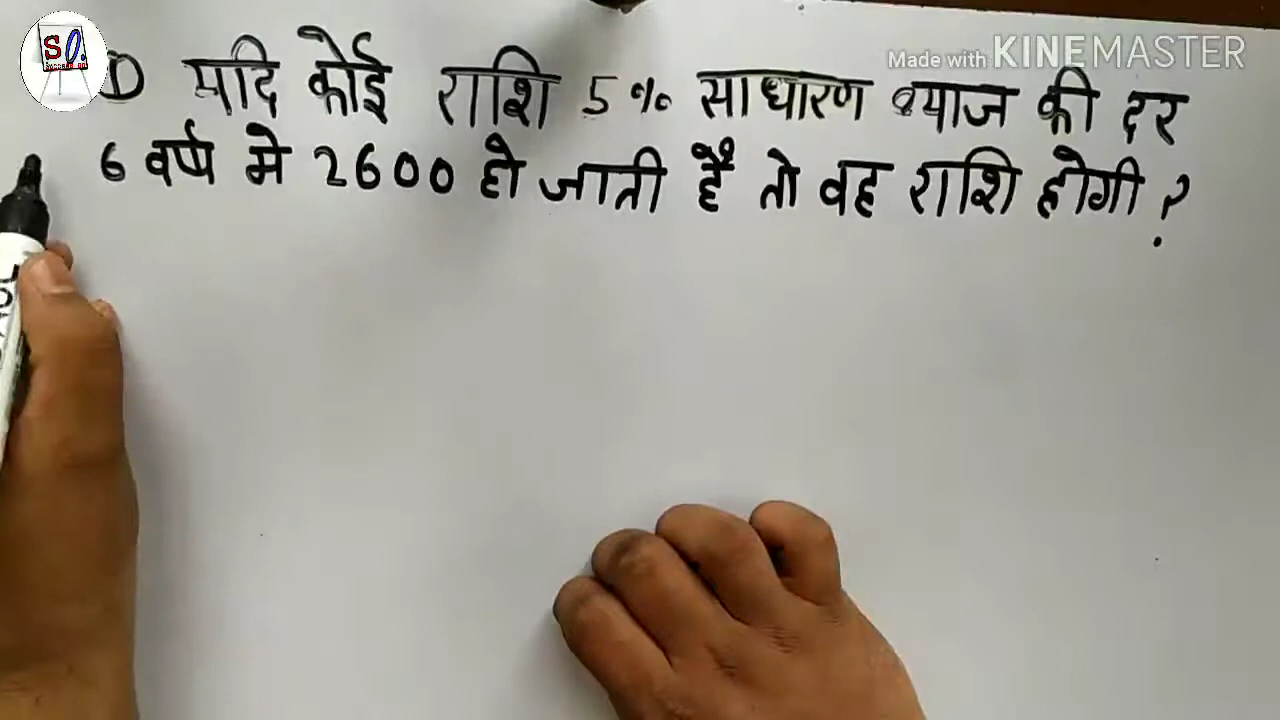 Made with KINEMASTER
① यदि कोई राशि 5% साधारण ब्याज की दर
6 वर्ष मे 2600 हो जाती है तो वह राशि होगी ?